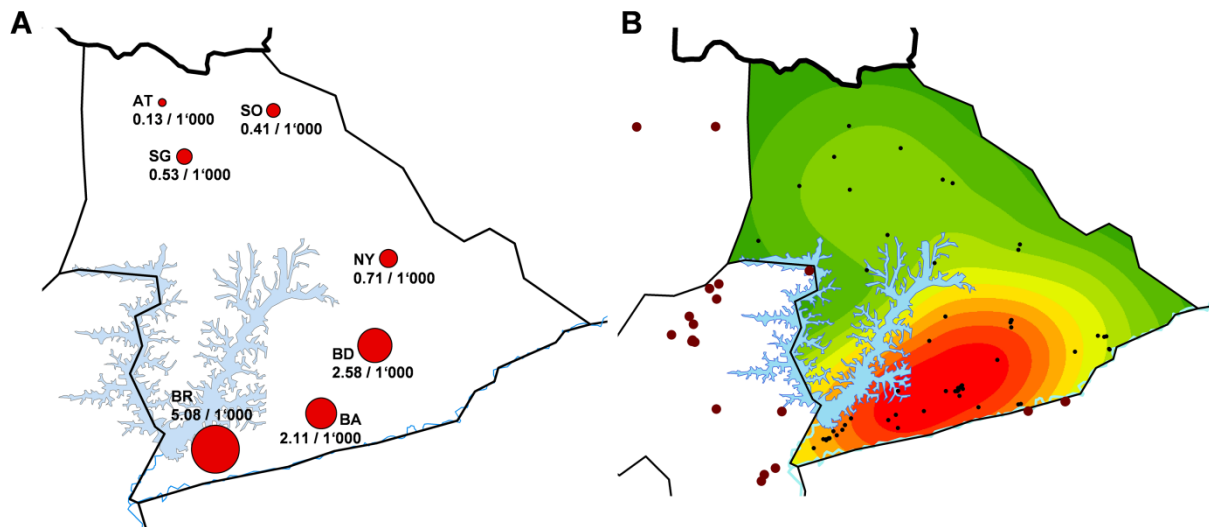 A
B
AT
0.13 / 1‘000
SO
0.41 / 1‘000
SG
0.53 / 1‘000
NY
0.71 / 1‘000
BD
2.58 / 1‘000
BR
5.08 / 1‘000
BA
2.11 / 1‘000